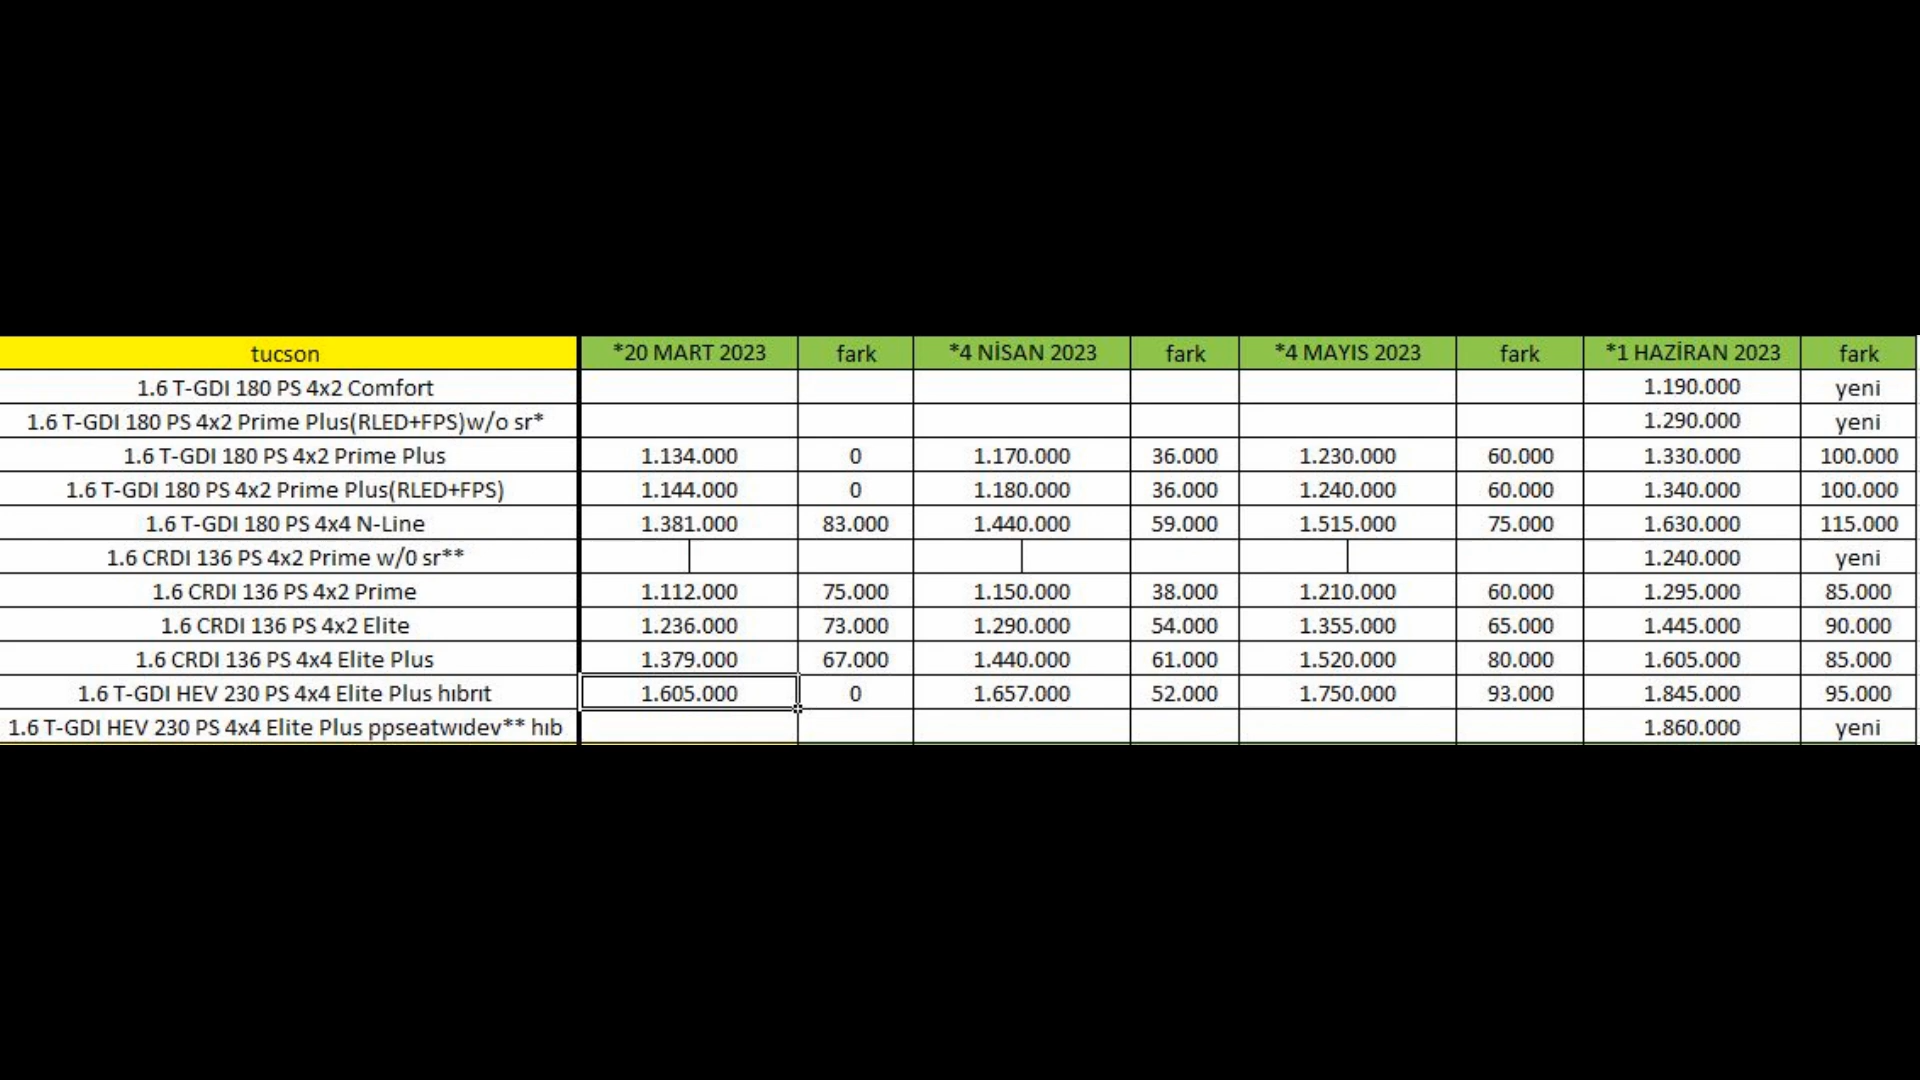 tucson *20 MART 2023 fark *4 NİSAN 2023 fark *4 MAYIS 2023 fark *1 HAZİRAN 2023 fark
1.6 T-GDI 180 PS 4x2 Comfort 1.190.000 yeni
1.6 T-GDI 180 PS 4x2 Prime Plus(RLED+FPS)w/o sr* 1.290.000 yeni
1.6 T-GDI 180 PS 4x2 Prime Plus 1.134.000 0 1.170.000 36.000 1.230.000 60.000 1.330.000 100.000
1.6 T-GDI 180 PS 4x2 Prime Plus(RLED+FPS) 1.144.000 0 1.180.000 36.000 1.240.000 60.000 1.340.000 100.000
1.6 T-GDI 180 PS 4x4 N-Line 1.381.000 83.000 1.440.000 59.000 1.515.000 75.000 1.630.000 115.000
1.6 CRDI 136 PS 4x2 Prime w/0 sr** 1.240.000 yeni
1.6 CRDI 136 PS 4x2 Prime 1.112.000 75.000 1.150.000 38.000 1.210.000 60.000 1.295.000 85.000
1.6 CRDI 136 PS 4x2 Elite 1.236.000 73.000 1.290.000 54.000 1.355.000 65.000 1.445.000 90.000
1.6 CRDI 136 PS 4x4 Elite Plus 1.379.000 67.000 1.440.000 61.000 1.520.000 80.000 1.605.000 85.000
1.6 T-GDI HEV 230 PS 4x4 Elite Plus hıbrıt 1.605.000 0 1.657.000 52.000 1.750.000 93.000 1.845.000 95.000
1.6 T-GDI HEV 230 PS 4x4 Elite Plus ppseatwıdev** hıb 1.860.000 yeni